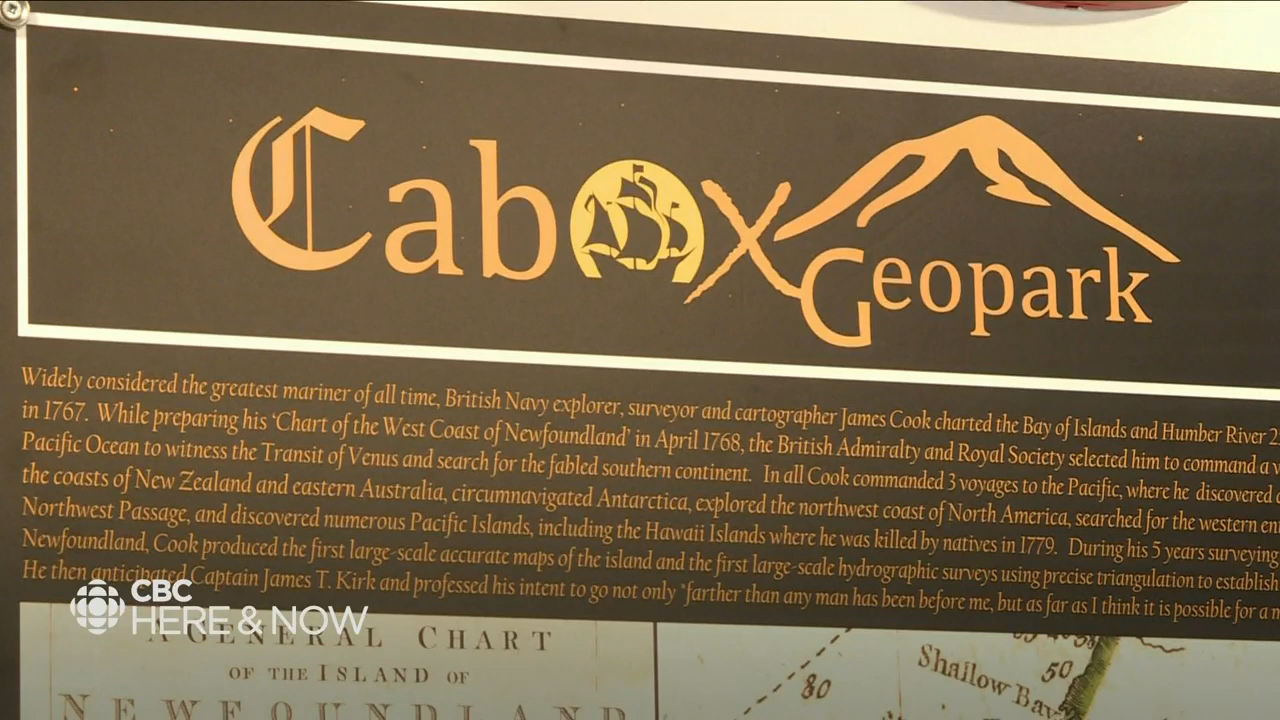 Cabox Geopark
Widely considered the greatest mariner of all time, British Navy explorer, surveyor and cartographer James Cook charted the Bay of Islands and Humber River 2
in 1767. While preparing his 'Chart of the West Coast of Newfoundland' in April 1768, the British Admiralty and Royal Society selected him to command a v
Pacific Ocean to witness the Transit of Venus and search for the fabled southern continent. In all Cook commanded 3 voyages to the Pacific, where he discovered
the coasts of New Zealand and eastern Australia, circumnavigated Antarctica, explored the northwest coast of North America, searched for the western en
Northwest Passage, and discovered numerous Pacific Islands, including the Hawaii Islands where he was killed by natives in 1779. During his 5 years surveying
Newfoundland, Cook produced the first large-scale accurate maps of the island and the first large-scale hydrographic surveys using precise triangulation to establish
He then anticipated Captain James T. Kirk and professed his intent to go not only "farther than any man has been before me, but as far as I think it is possible for a m
CBC
HERE & NOW
A GENERAL CHART
OF THE ISLAND OF
NEWFOUNDLAND
Shallow Bay
50
80